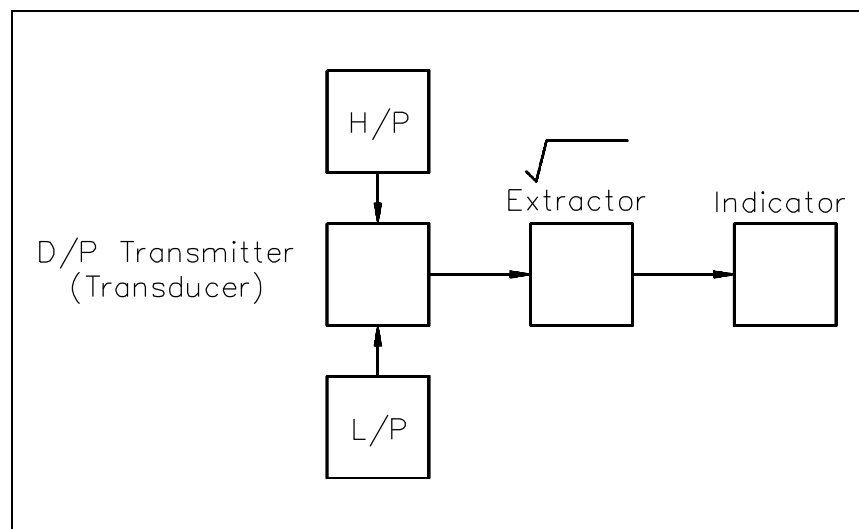 H/P
√
Extractor
Indicator
D/P Transmitter
(Transducer)
L/P